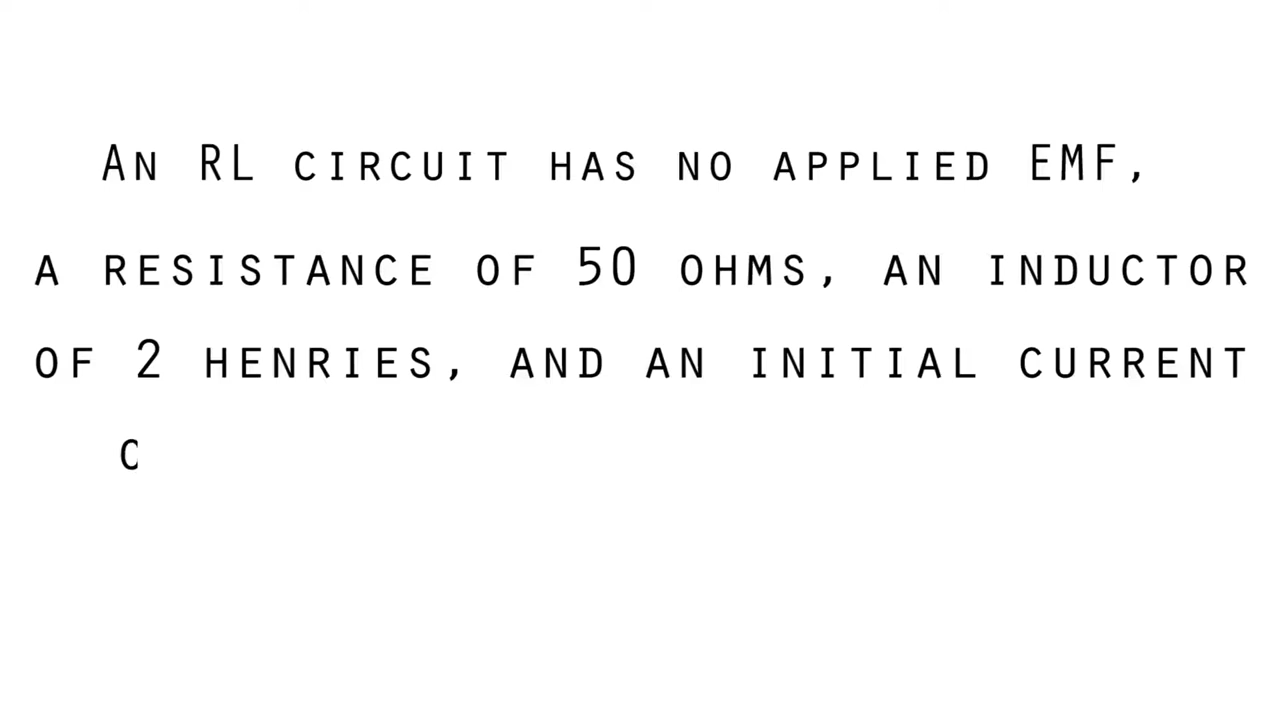 An RL circuit has no applied EMF,
a resistance of 50 ohms, an inductor
of 2 henries, and an initial current